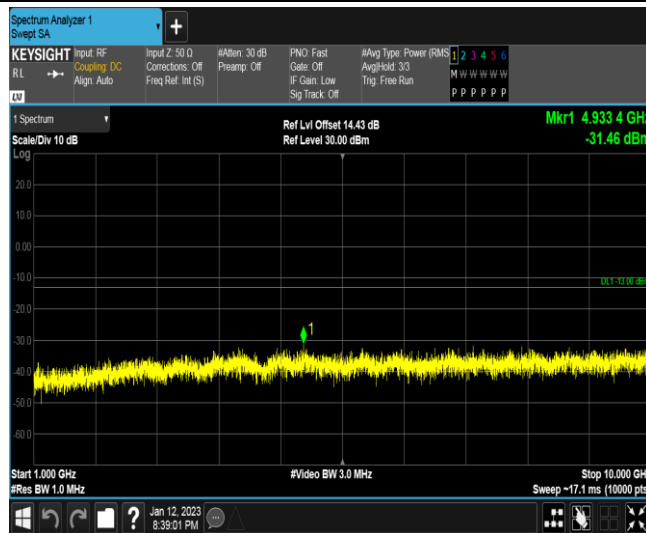 Spectrum Analyzer 1
Swept SA
+
KEYSIGHT
RL
LXI
Input: RF
Coupling: DC
Align: Auto
Input Z: 50 Ω
Corrections: Off
Freq Ref: Int (S)
#Atten: 30 dB
Preamp: Off
PNO: Fast
Gate: Off
IF Gain: Low
Sig Track: Off
#Avg Type: Power (RMS
Avg|Hold: 3/3
Trig: Free Run
1 2 3 4 5 6
M W W W W W
P P P P P P
1 Spectrum
Scale/Div 10 dB
Ref Lvl Offset 14.43 dB
Ref Level 30.00 dBm
Mkr1 4.933 4 GHz
-31.46 dBm
Log
20.0
10.0
0.00
-10.0
DL1 -13.00 dBm
-20.0
1
-30.0
-40.0
-50.0
-60.0
Start 1.000 GHz
#Video BW 3.0 MHz
Stop 10.000 GHz
#Res BW 1.0 MHz
Sweep ~17.1 ms (10000 pts
?
Jan 12, 2023
8:39:01 PM